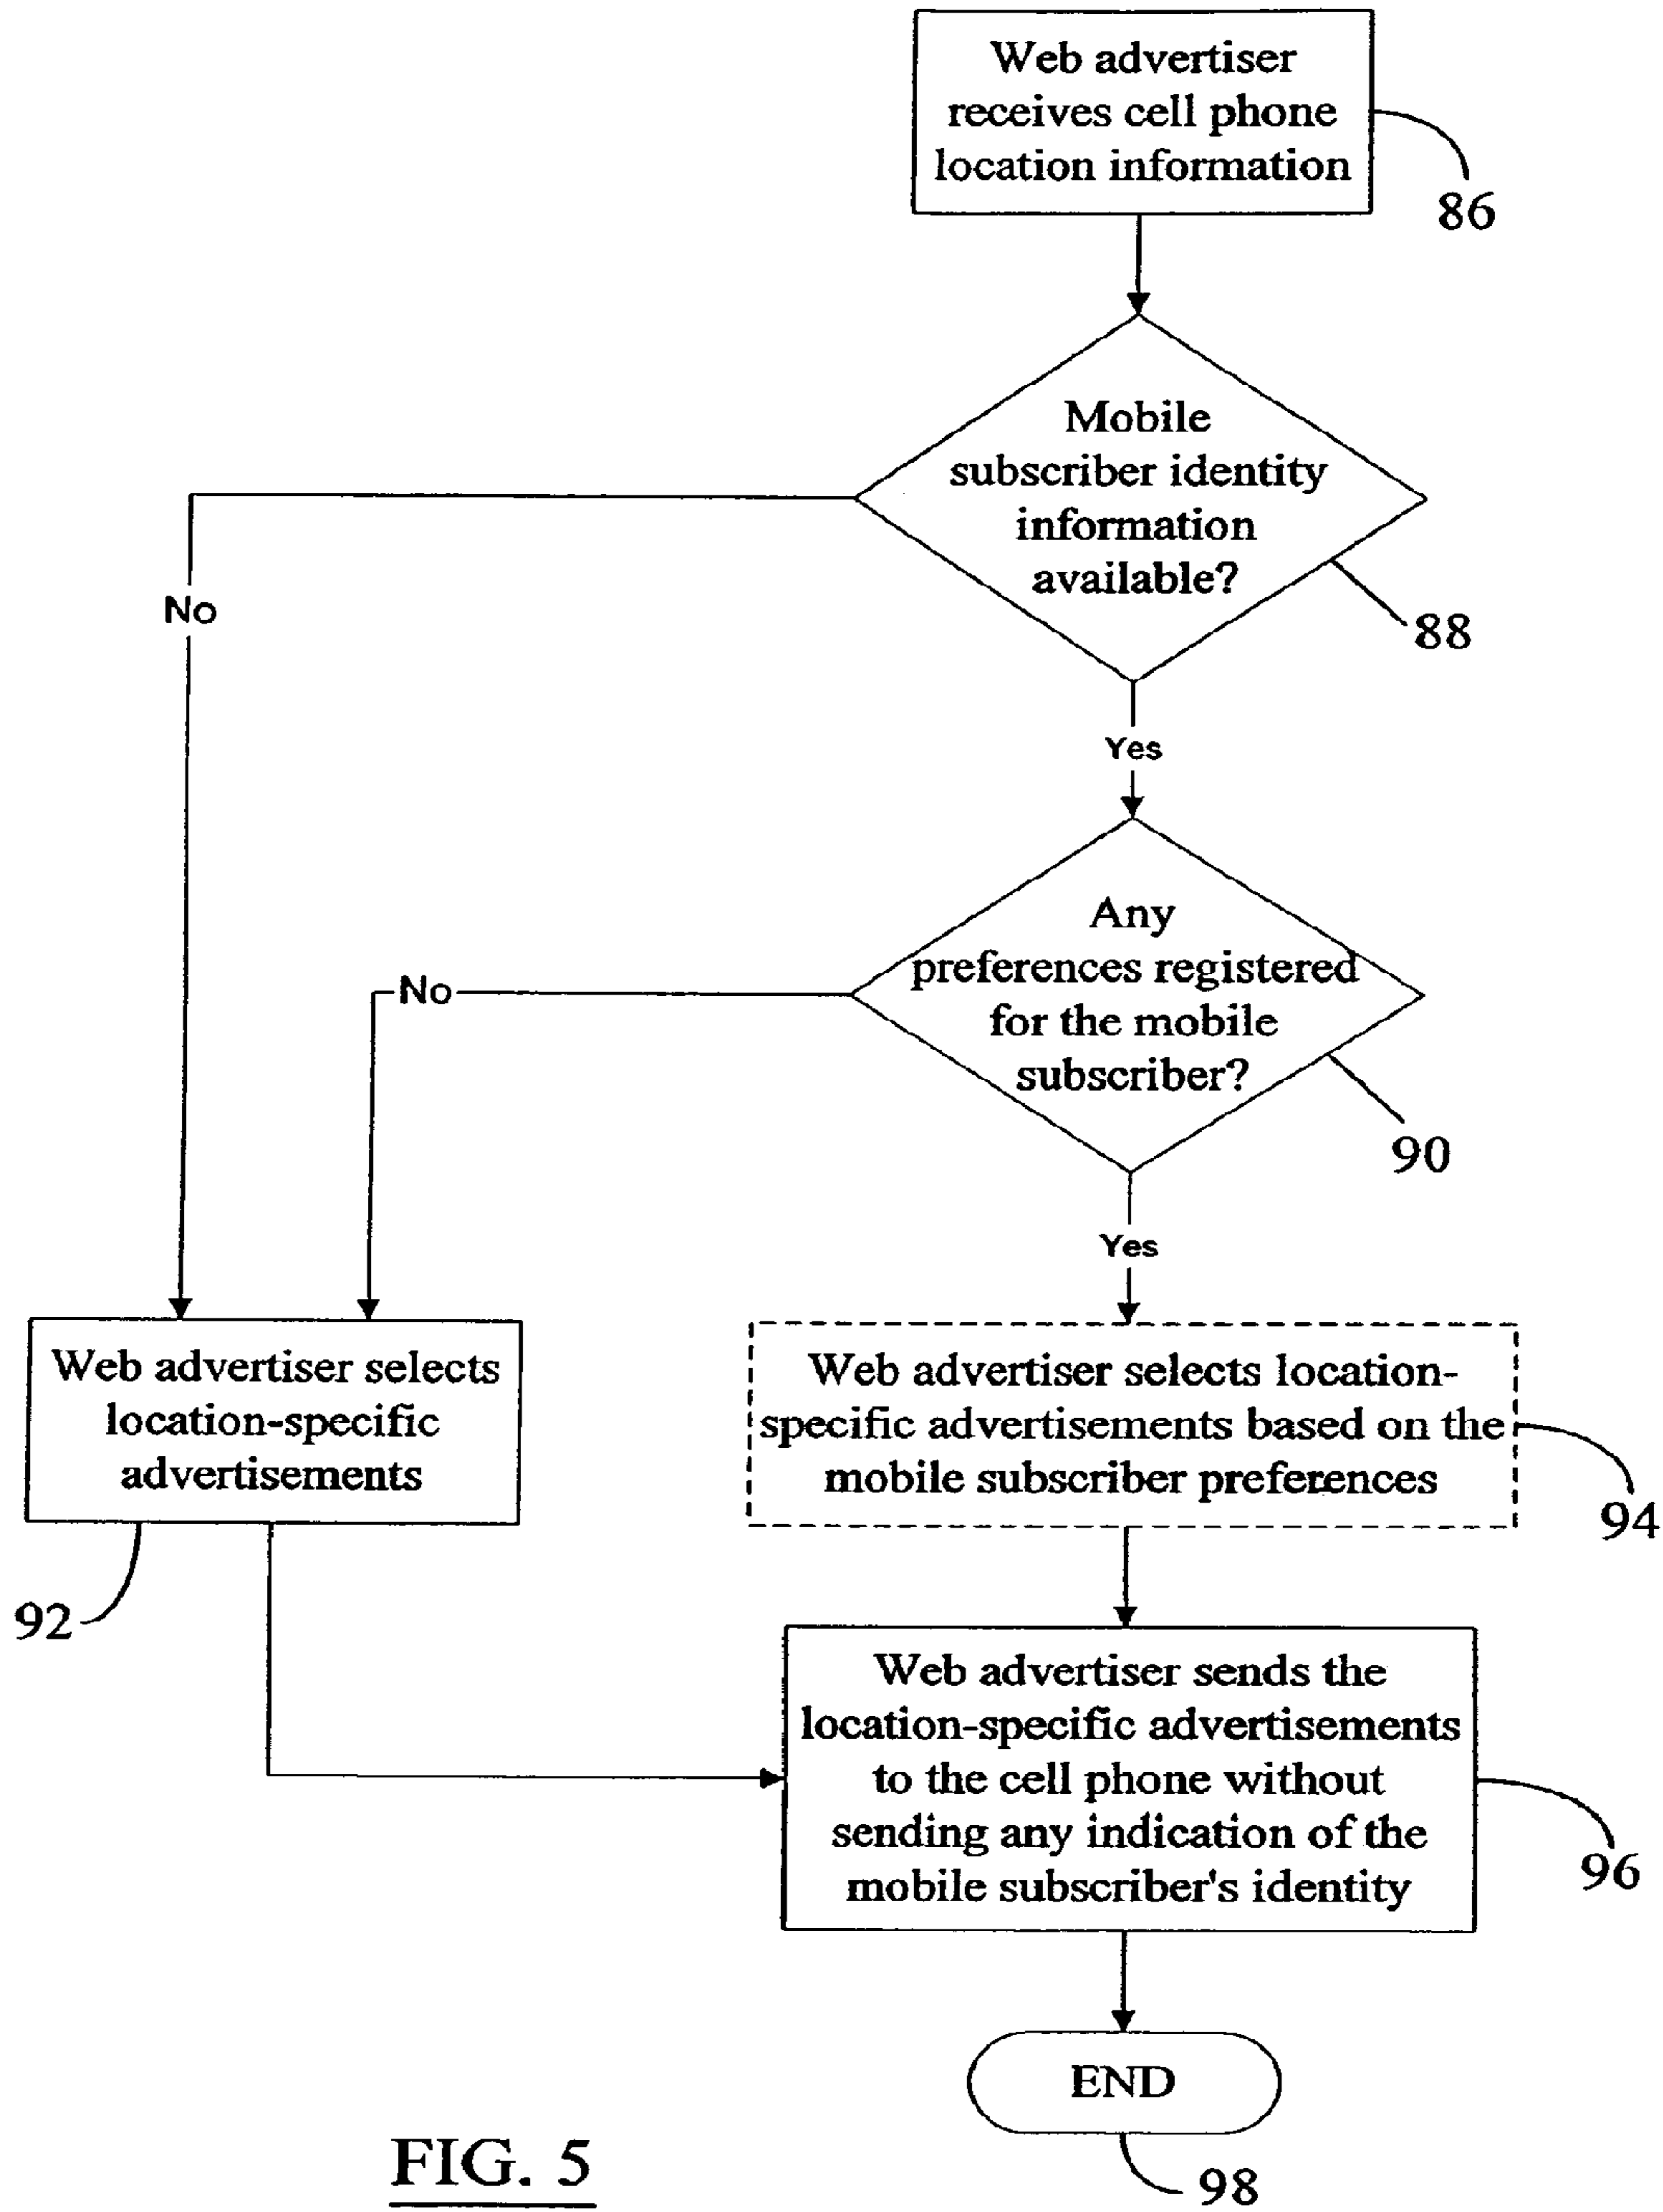 Web advertiser
receives cell phone
location information
86
Mobile
subscriber identity
information
available?
88
No
Yes
Any
preferences registered
for the mobile
subscriber?
90
No
Yes
Web advertiser selects
location-specific
advertisements
92
Web advertiser selects location-
specific advertisements based on the
mobile subscriber preferences
94
Web advertiser sends the
location-specific advertisements
to the cell phone without
sending any indication of the
mobile subscriber's identity
96
END
98
FIG. 5